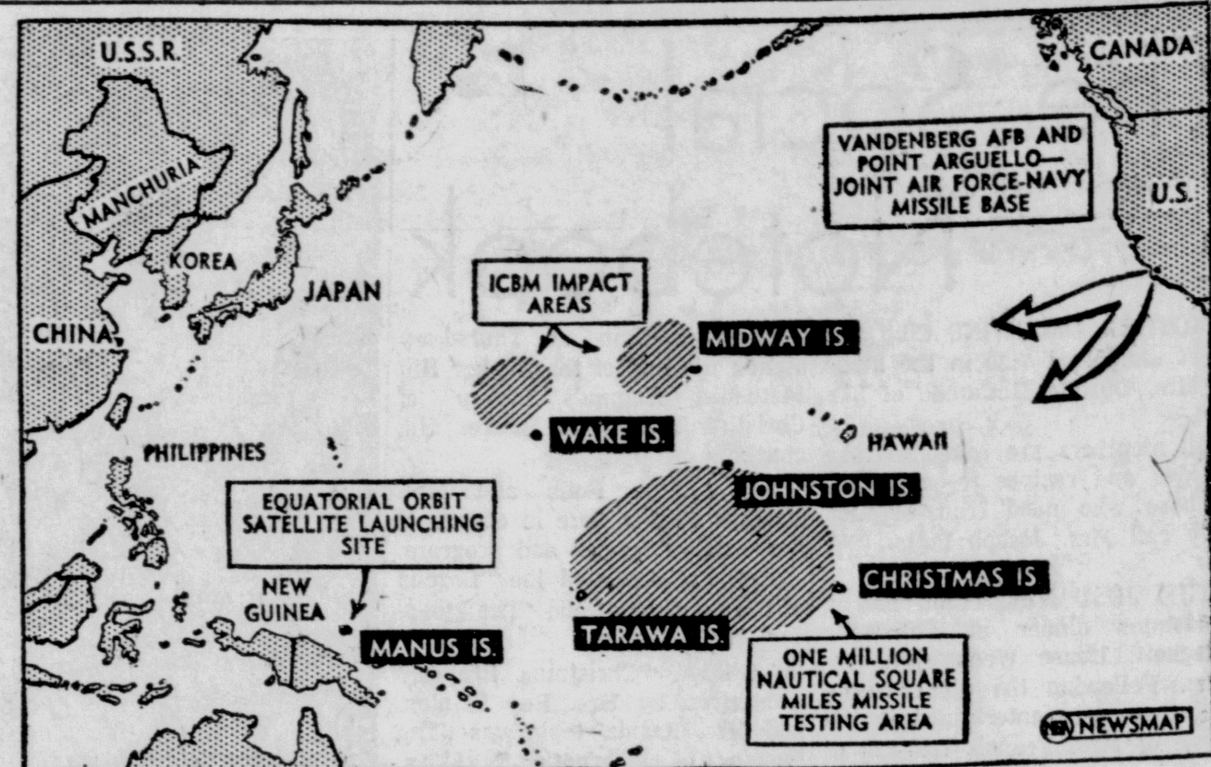 U.S.S.R.
CANADA
VANDENBERG AFB AND
POINT ARGUELLO—
JOINT AIR FORCE-NAVY
MISSILE BASE
U.S.
MANCHURIA
KOREA
JAPAN
ICBM IMPACT
AREAS
CHINA
MIDWAY IS.
WAKE IS.
HAWAII
PHILIPPINES
JOHNSTON IS.
EQUATORIAL ORBIT
SATELLITE LAUNCHING
SITE
NEW
GUINEA
CHRISTMAS IS.
MANUS IS.
TARAWA IS.
ONE MILLION
NAUTICAL SQUARE
MILES MISSILE
TESTING AREA
NEA NEWSMAP